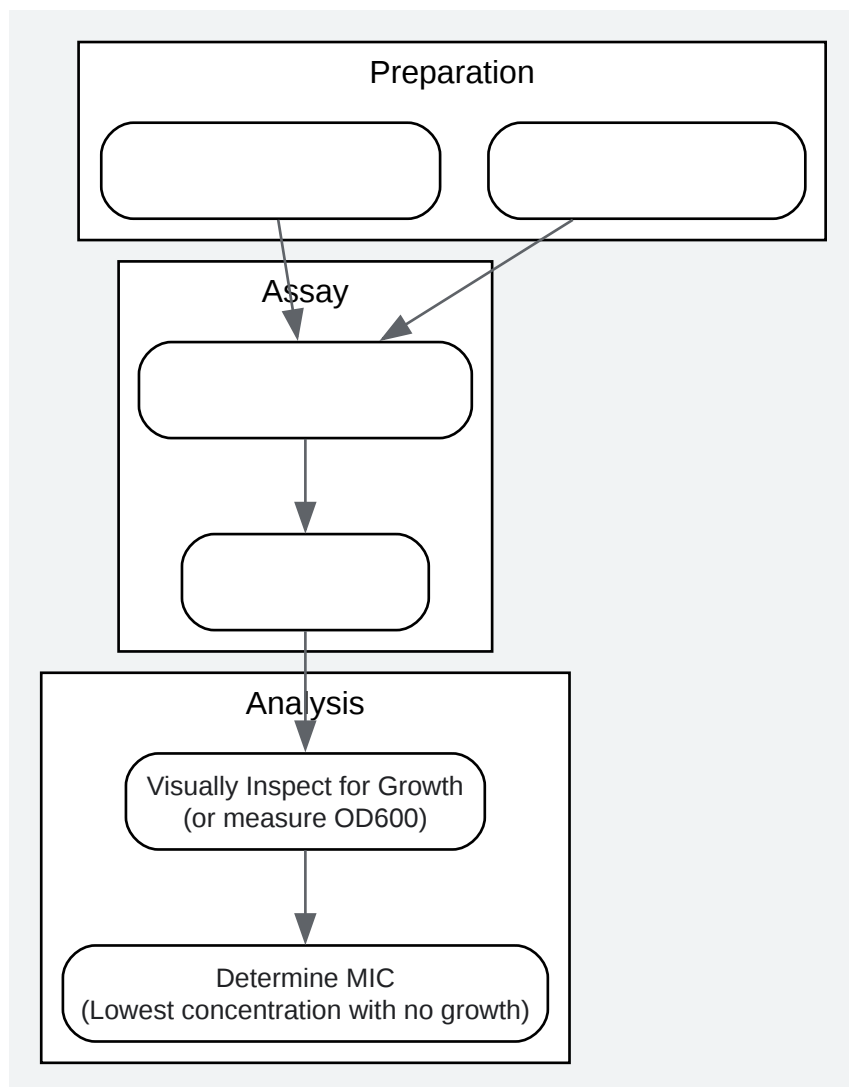 Preparation
Assay
Analysis
Visually Inspect for Growth
(or measure OD600)
Determine MIC
(Lowest concentration with no growth)